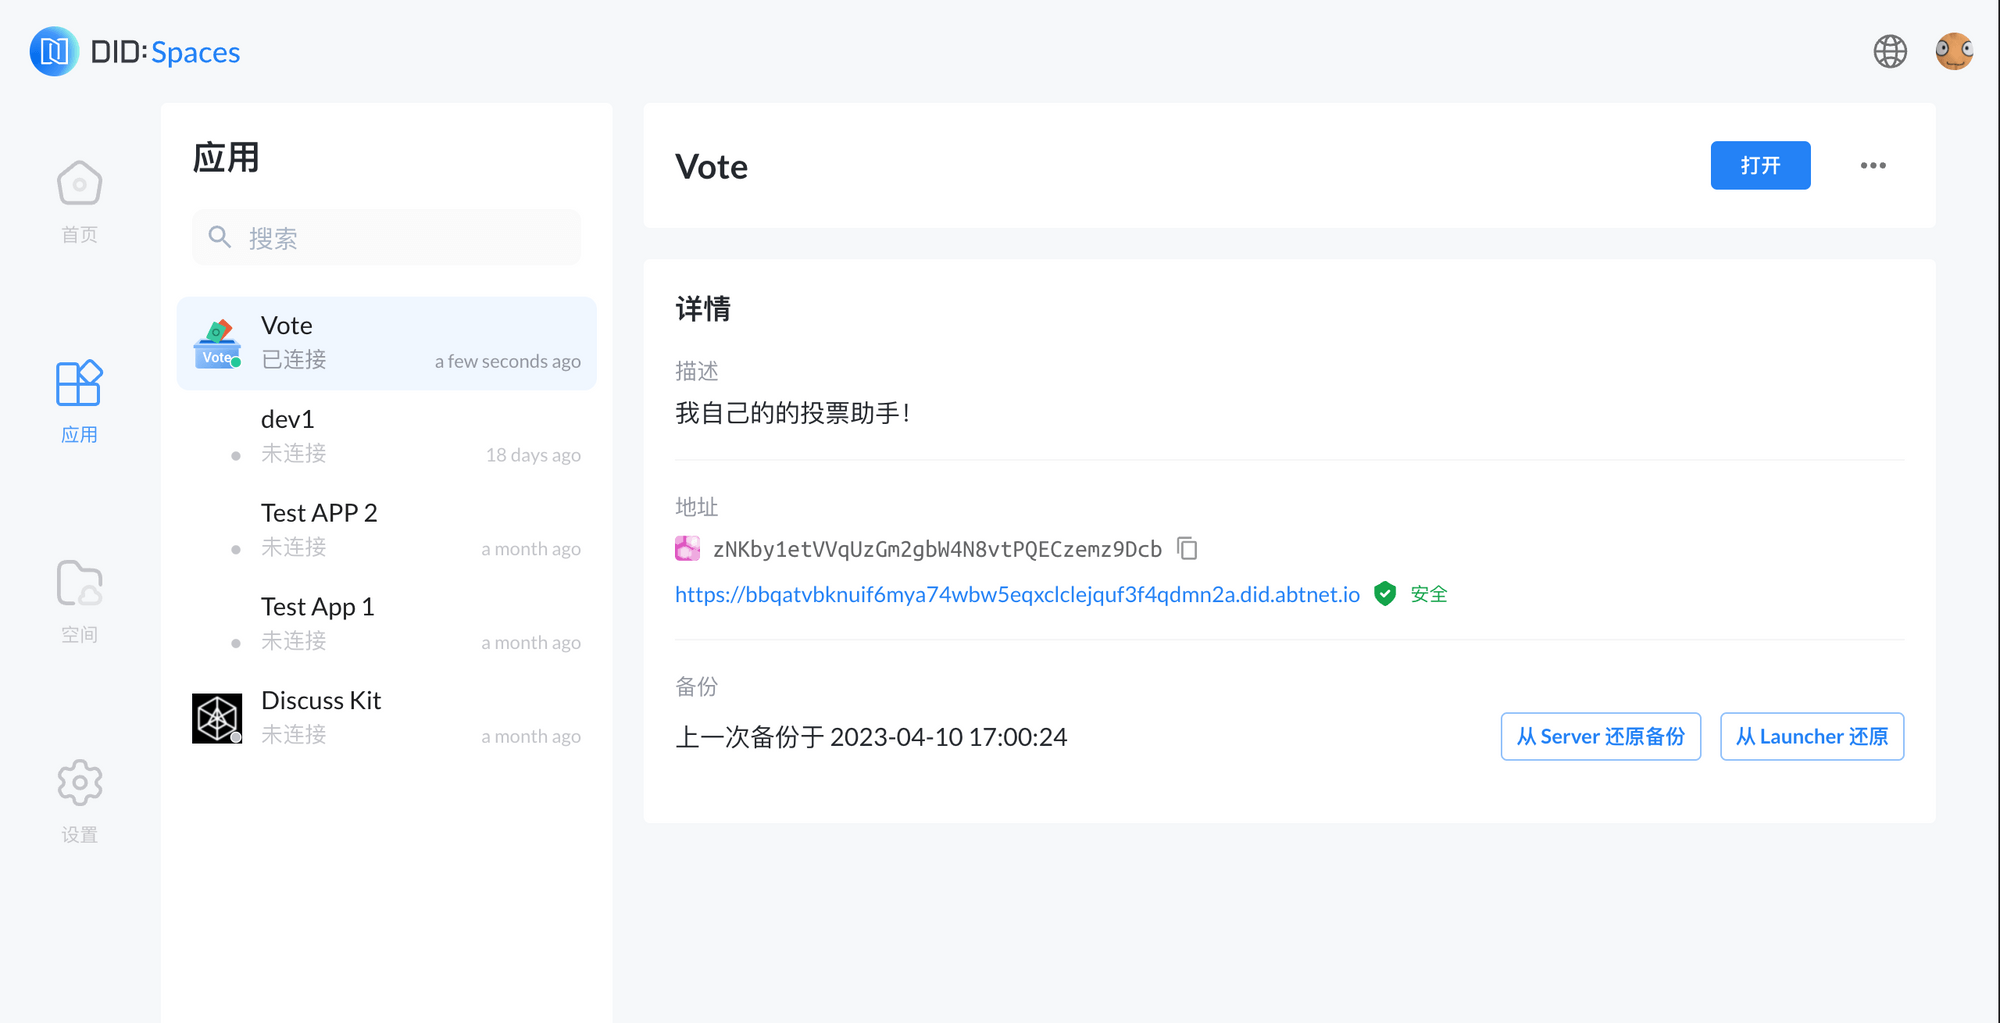 DID:Spaces
首页
应用
空间
设置
应用
搜索
Vote
Vote
已连接
a few seconds ago
dev1
未连接
18 days ago
Test APP 2
未连接
a month ago
Test App 1
未连接
a month ago
Discuss Kit
未连接
a month ago
Vote
打开
详情
描述
我自己的的投票助手！
地址
zNKby1etVVqUzGm2gbW4N8vtPQECzemz9Dcb
https://bbqatvbknuif6mya74wbw5eqxclclejquf3f4qdmn2a.did.abtnet.io
安全
备份
上一次备份于 2023-04-10 17:00:24
从 Server 还原备份
从 Launcher 还原